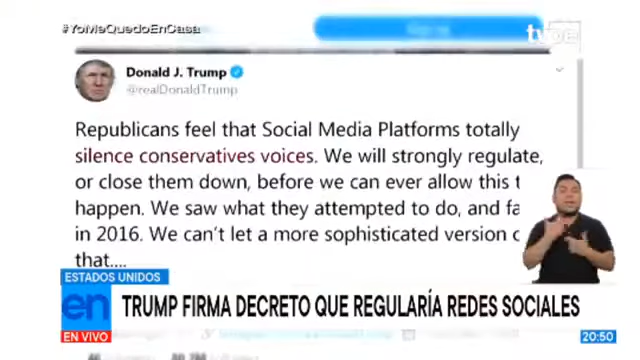 #YoMeQuedoEnCasa
tvpe
Donald J. Trump
@realDonaldTrump
Republicans feel that Social Media Platforms totally
silence conservatives voices. We will strongly regulate,
or close them down, before we can ever allow this t
happen. We saw what they attempted to do, and fa
in 2016. We can't let a more sophisticated version o
that....
ESTADOS UNIDOS
en
TRUMP FIRMA DECRETO QUE REGULARÍA REDES SOCIALES
EN VIVO
20:50